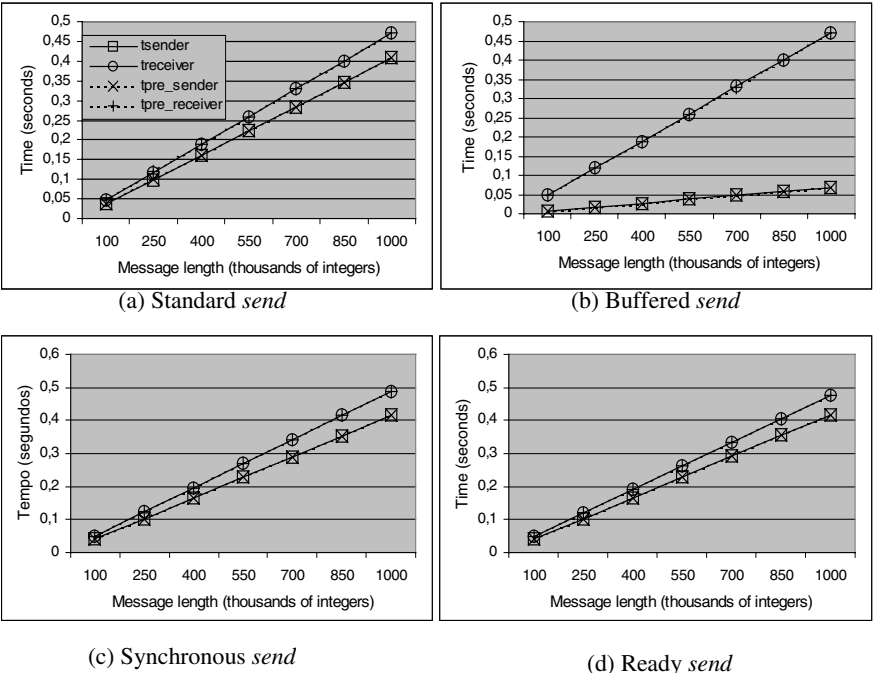 0,5
0,45
0,4
0,35
0,3
0,25
0,2
0,15
0,1
0,05
0
Time (seconds)
tsender
treceiver
tpre_sender
tpre_receiver
100 250 400 550 700 850 1000
Message length (thousands of integers)
(a) Standard send
0,5
0,45
0,4
0,35
0,3
0,25
0,2
0,15
0,1
0,05
0
Time (seconds)
100 250 400 550 700 850 1000
Message length (thousands of integers)
(b) Buffered send
0,6
0,5
0,4
0,3
0,2
0,1
0
Tempo (segundos)
100 250 400 550 700 850 1000
Message length (thousands of integers)
(c) Synchronous send
0,6
0,5
0,4
0,3
0,2
0,1
0
Time (seconds)
100 250 400 550 700 850 1000
Message length (thousands of integers)
(d) Ready send